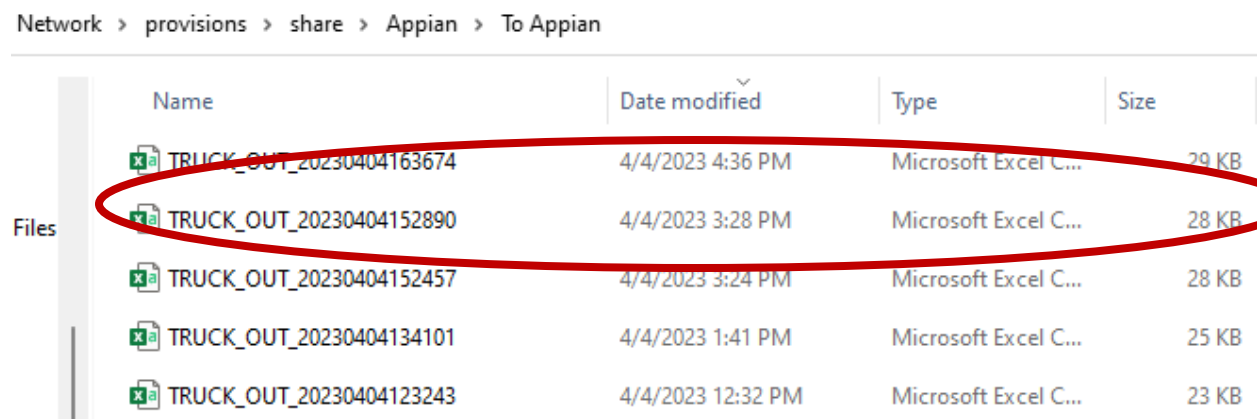 Network > provisions > share > Appian > To Appian
Name Date modified Type Size
TRUCK_OUT_20230404163674 4/4/2023 4:36 PM Microsoft Excel C... 29 KB
Files TRUCK_OUT_20230404152890 4/4/2023 3:28 PM Microsoft Excel C... 28 KB
TRUCK_OUT_20230404152457 4/4/2023 3:24 PM Microsoft Excel C... 28 KB
TRUCK_OUT_20230404134101 4/4/2023 1:41 PM Microsoft Excel C... 25 KB
TRUCK_OUT_20230404123243 4/4/2023 12:32 PM Microsoft Excel C... 23 KB